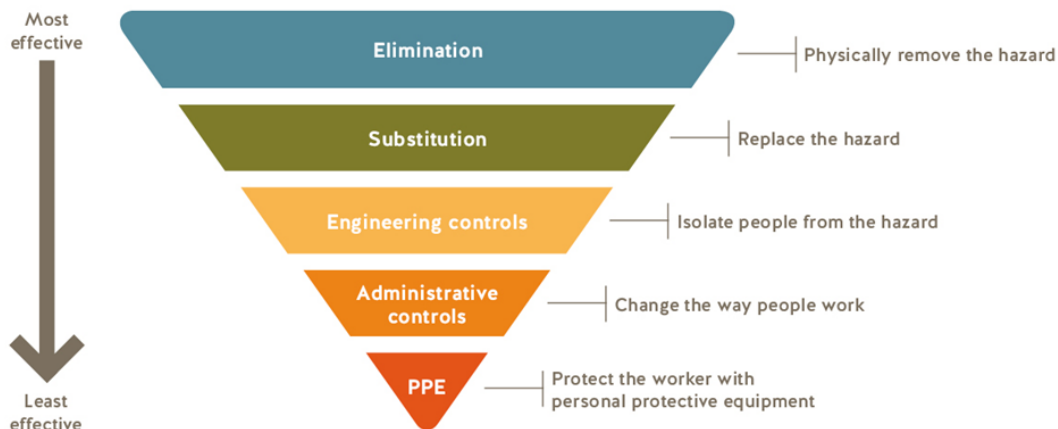 Most
effective
Elimination
Physically remove the hazard
Substitution
Replace the hazard
Engineering controls
Isolate people from the hazard
Administrative
controls
Change the way people work
PPE
Protect the worker with
personal protective equipment
Least
effective